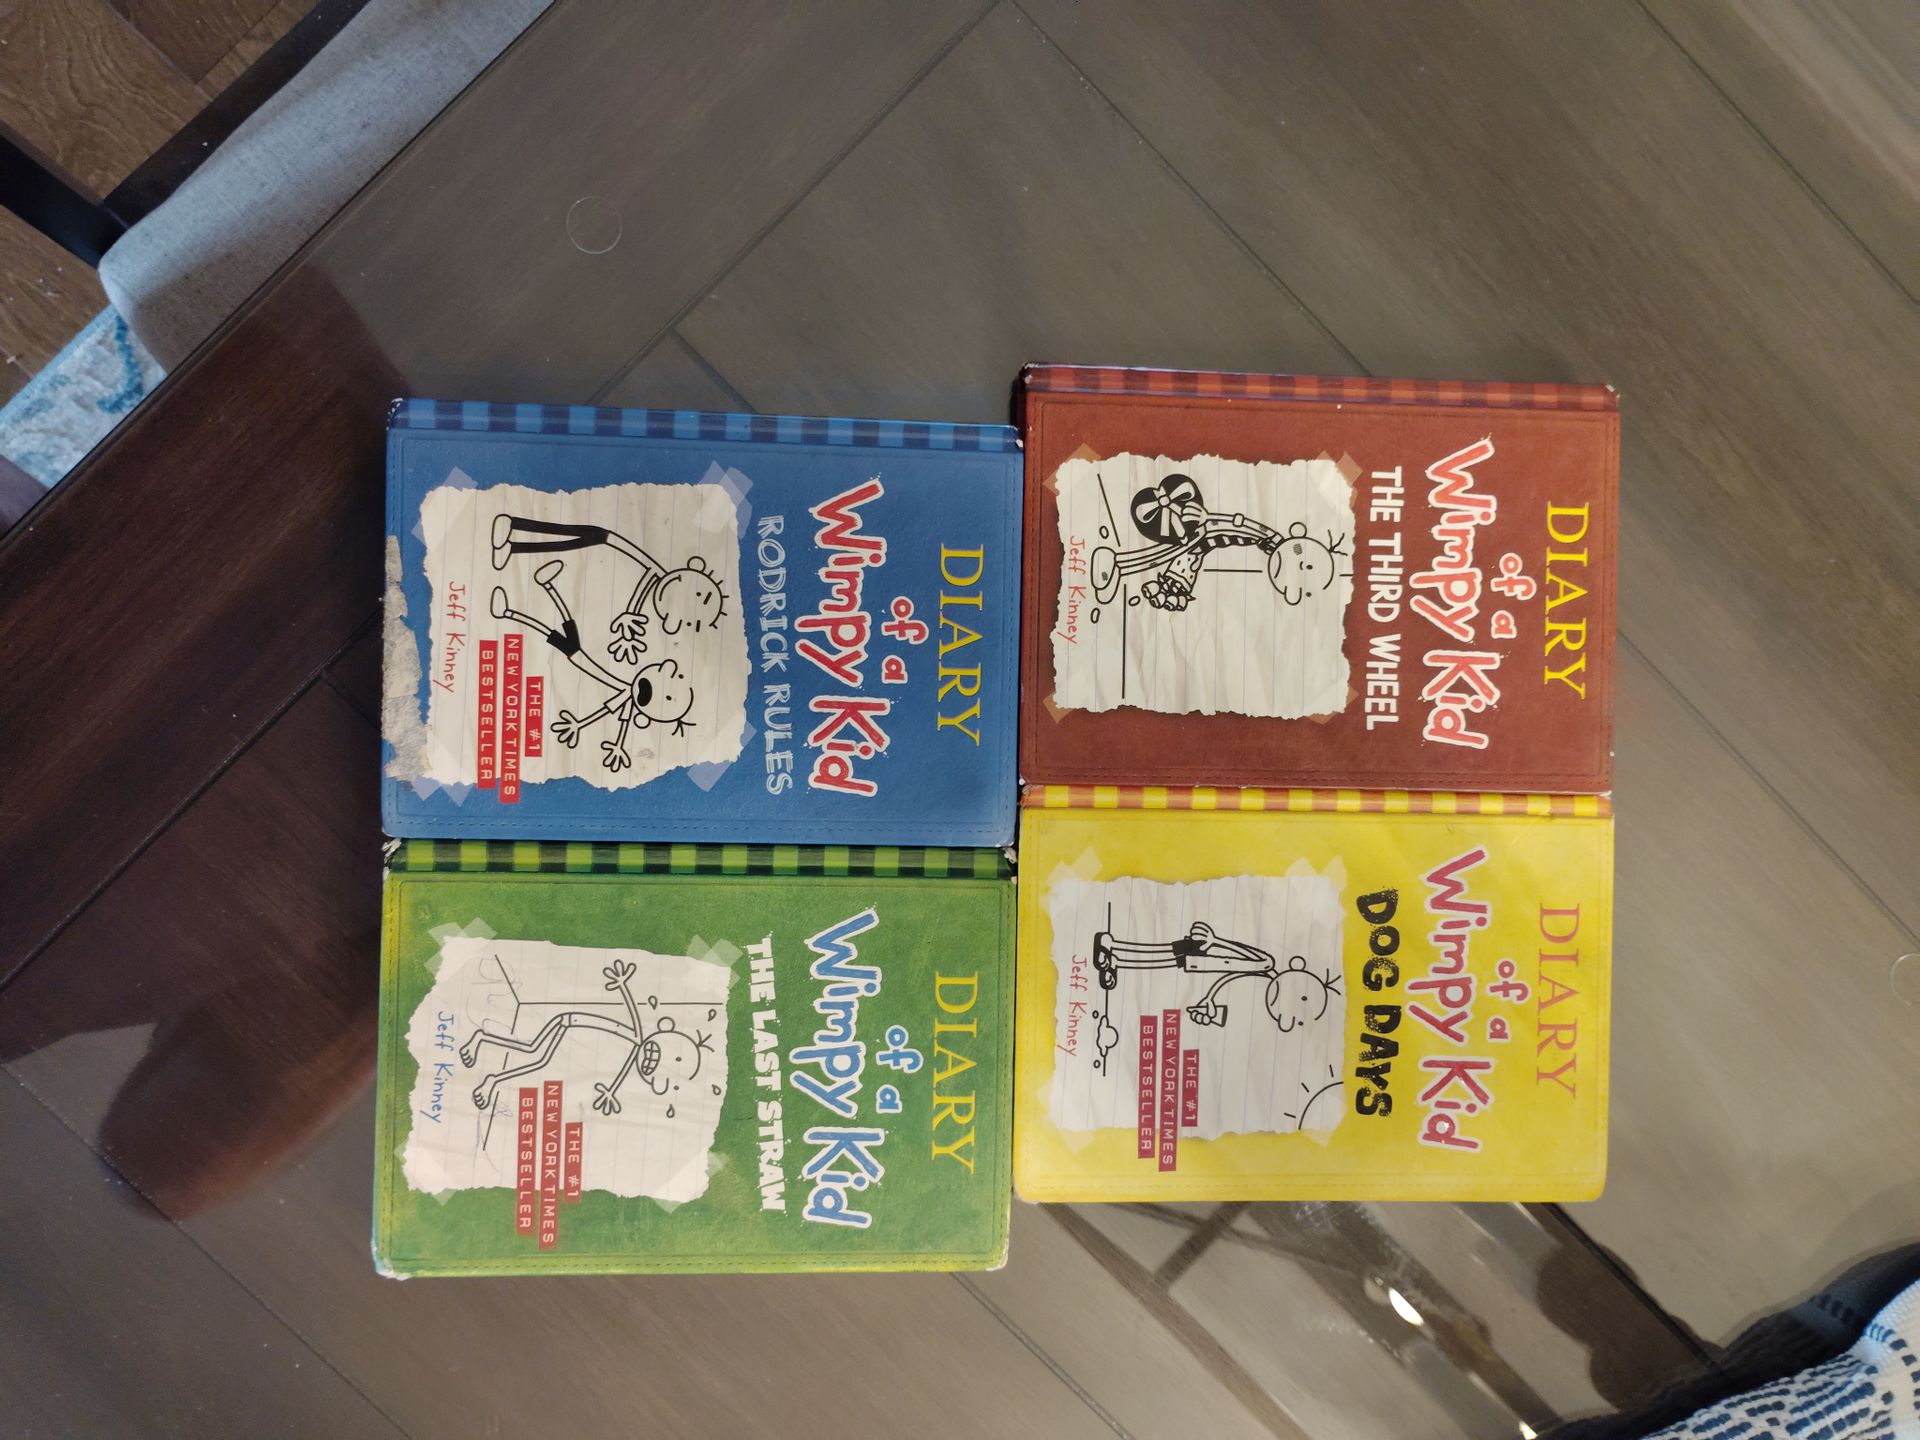 DIARY
of a
Wimpy Kid
THE THIRD WHEEL
Jeff Kinney
DIARY
of a
Wimpy Kid
DOG DAYS
THE #1
NEW YORK TIMES
BESTSELLER
Jeff Kinney
DIARY
of a
Wimpy Kid
RODRICK RULES
THE #1
NEW YORK TIMES
BESTSELLER
Jeff Kinney
DIARY
of a
Wimpy Kid
THE LAST STRAW
THE #1
NEW YORK TIMES
BESTSELLER
Jeff Kinney